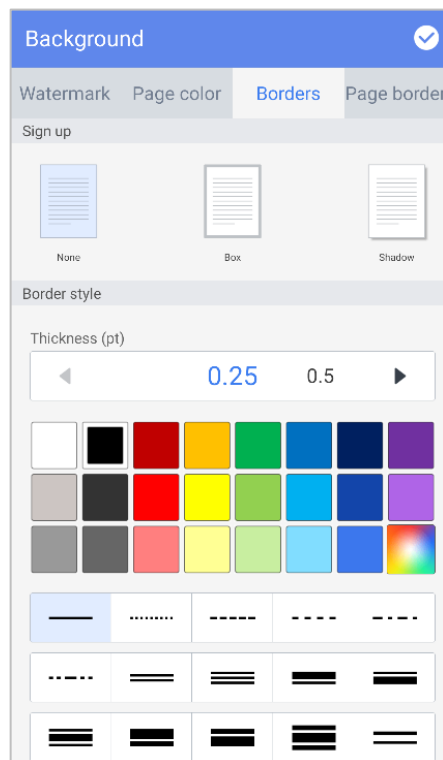 Background
Watermark Page color Borders Page border
Sign up
None Box Shadow
Border style
Thickness (pt)
0.25 0.5